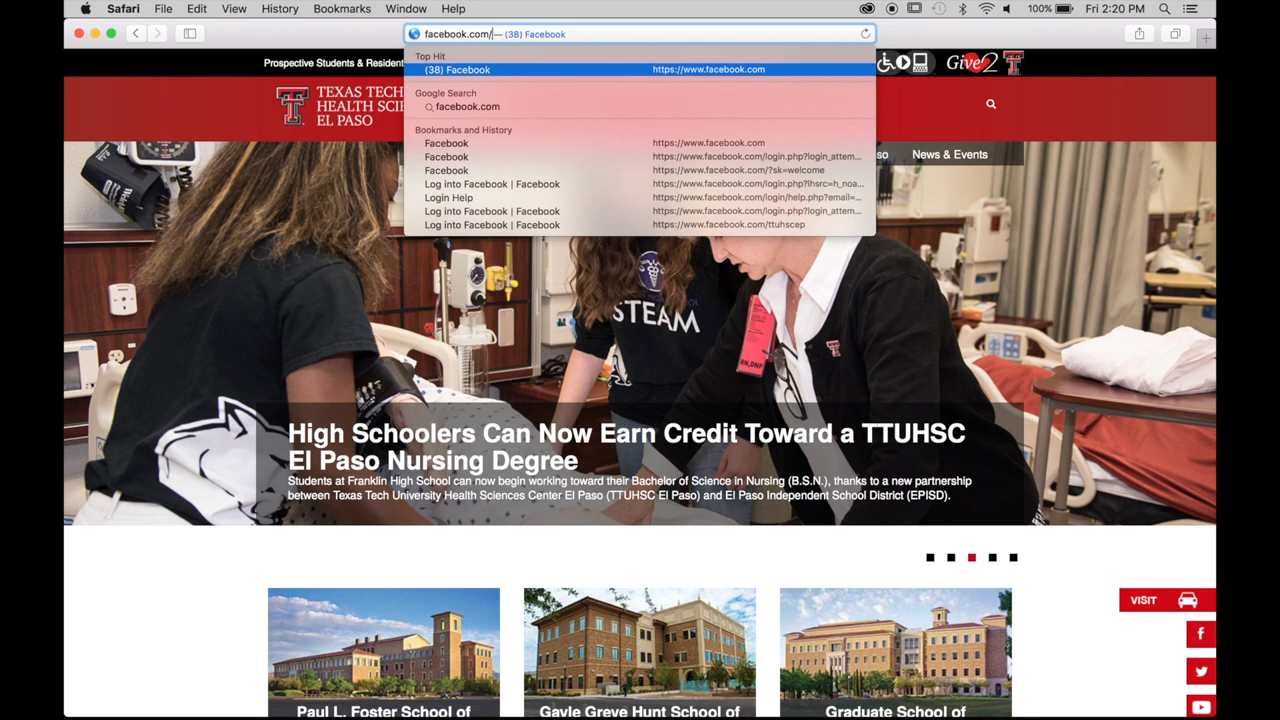 Safari File Edit View History Bookmarks Window Help 100% Fri 2:20 PM
facebook.com/ — (38) Facebook
Prospective Students & Resident
Give2
Top Hit
(38) Facebook https://www.facebook.com
Google Search
facebook.com
Bookmarks and History
Facebook https://www.facebook.com
Facebook https://www.facebook.com/login.php?login_attem...
Facebook https://www.facebook.com/?sk=welcome
Log into Facebook | Facebook https://www.facebook.com/login.php?lhsrc=h_noa...
Login Help https://www.facebook.com/login/help.php?email=...
Log into Facebook | Facebook https://www.facebook.com/login.php?login_attem...
Log into Facebook | Facebook https://www.facebook.com/ttuhscep
TEXAS TECH
HEALTH SCI
EL PASO
so News & Events
STEAM
RN, DNP
High Schoolers Can Now Earn Credit Toward a TTUHSC
El Paso Nursing Degree
Students at Franklin High School can now begin working toward their Bachelor of Science in Nursing (B.S.N.), thanks to a new partnership
between Texas Tech University Health Sciences Center El Paso (TTUHSC El Paso) and El Paso Independent School District (EPISD).
VISIT
Paul L. Foster School of Gayle Greve Hunt School of Graduate School of